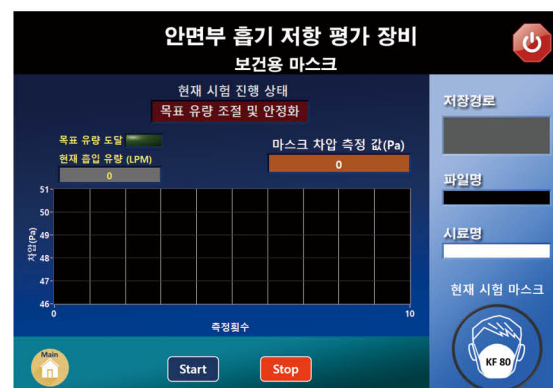 안면부 흡기 저항 평가 장비
보건용 마스크
현재 시험 진행 상태
목표 유량 조절 및 안정화
목표 유량 도달
현재 흡입 유량 (LPM)
0
마스크 차압 측정 값(Pa)
0
차압(Pa)
51
50
49
48
47
46
0
10
측정횟수
Main
Start
Stop
저장경로
파일명
시료명
현재 시험 마스크
KF 80